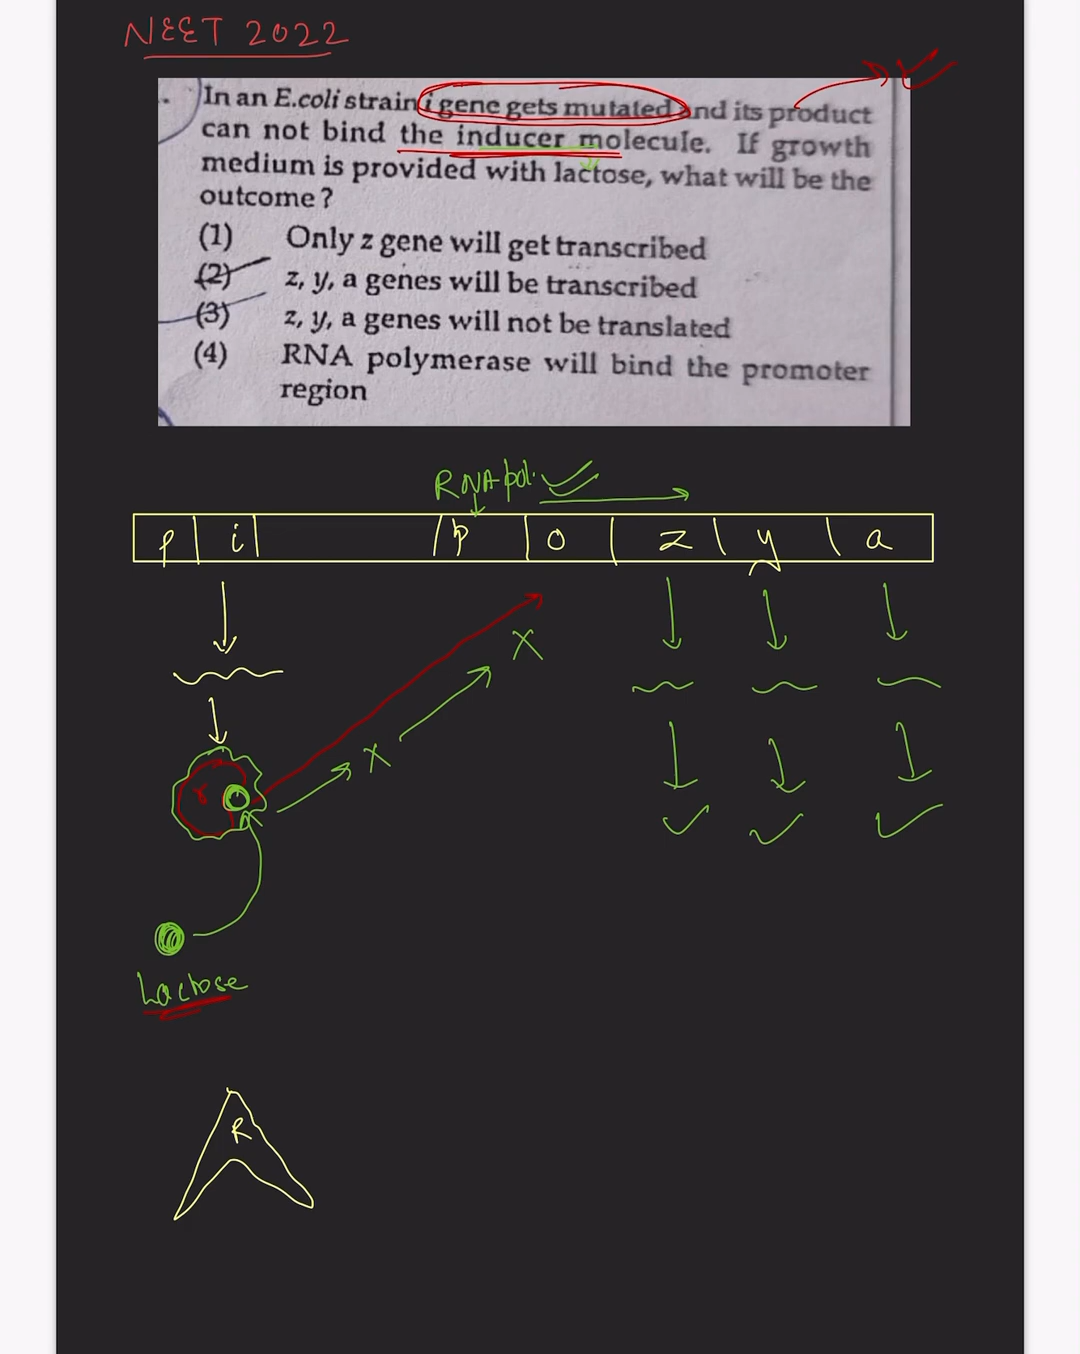 NEET 2022
In an E.coli strain i gene gets mutated and its product
can not bind the inducer molecule. If growth
medium is provided with lactose, what will be the
outcome?
(1) Only z gene will get transcribed
(2) z, y, a genes will be transcribed
(3) z, y, a genes will not be translated
(4) RNA polymerase will bind the promoter
region
r
RNA pol.
p i p o z y a
x
x
r
Lactose
R